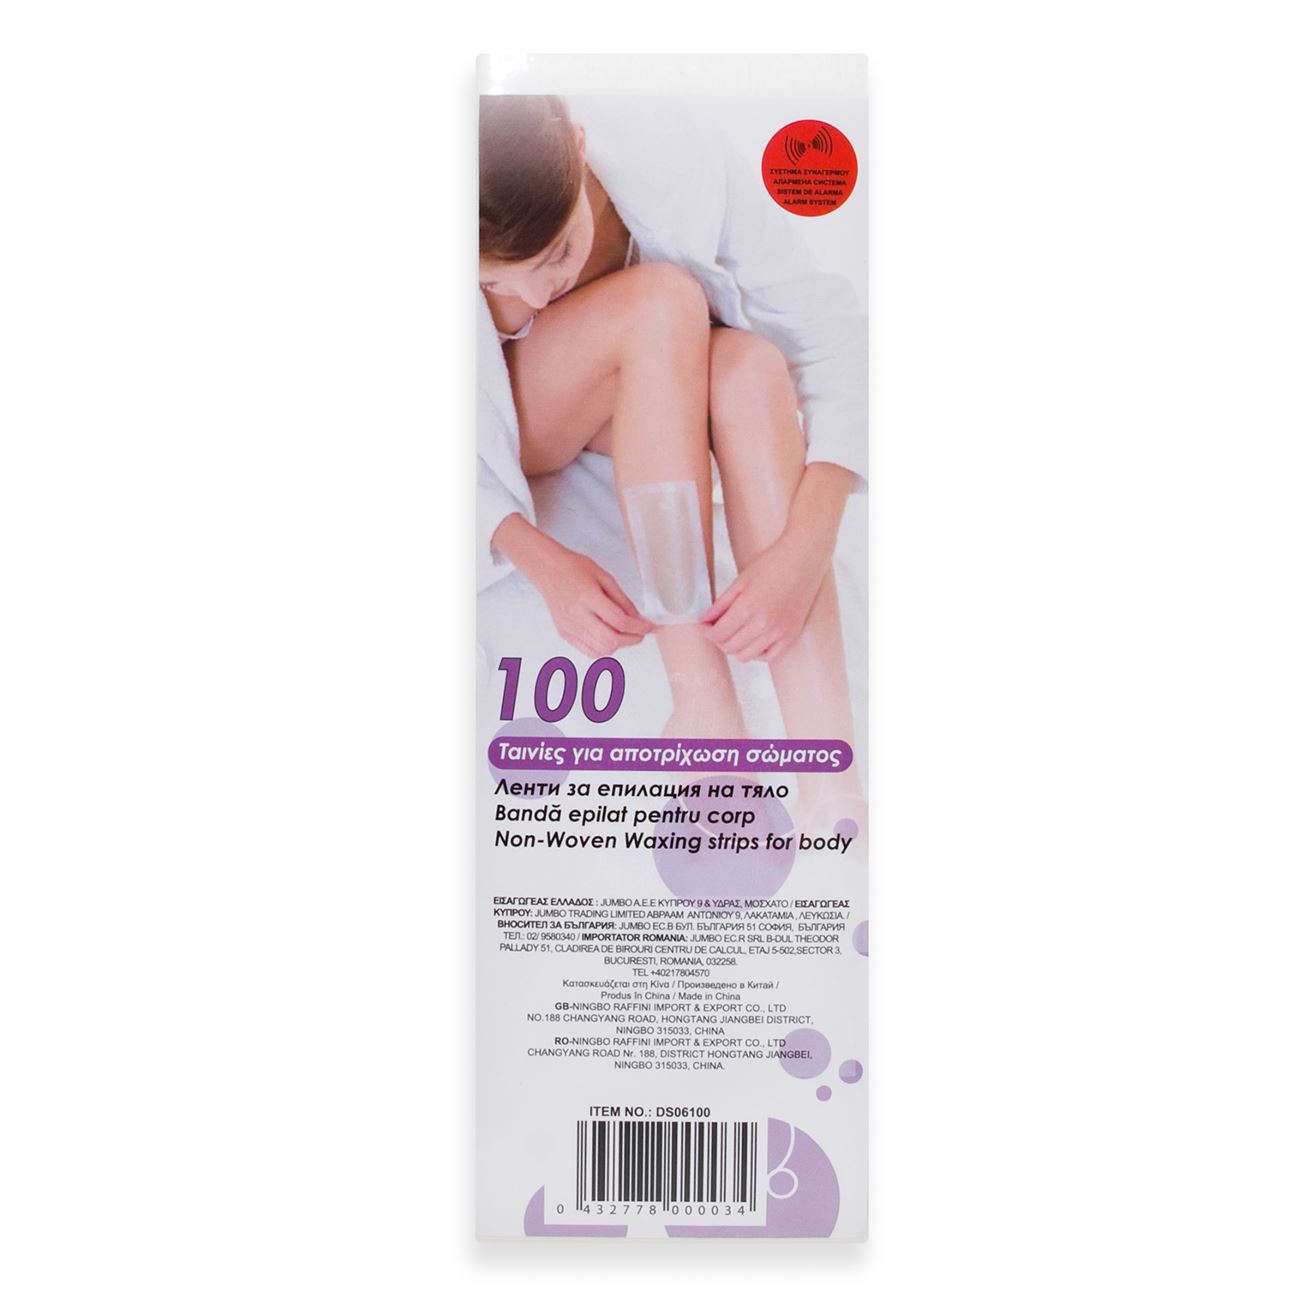 ΣΥΣΤΗΜΑ ΣΥΝΑΓΕΡΜΟΥ
АЛАРМЕНА СИСТЕМА
SISTEM DE ALARMA
ALARM SYSTEM
100
Ταινίες για αποτρίχωση σώματος
Ленти за епилация на тяло
Bandă epilat pentru corp
Non-Woven Waxing strips for body
ΕΙΣΑΓΩΓΕΑΣ ΕΛΛΑΔΟΣ : JUMBO A.E.E ΚΥΠΡΟΥ 9 & ΥΔΡΑΣ, ΜΟΣΧΑΤΟ / ΕΙΣΑΓΩΓΕΑΣ
ΚΥΠΡΟΥ: JUMBO TRADING LIMITED ΑΒΡΑΑΜ ΑΝΤΩΝΙΟΥ 9, ΛΑΚΑΤΑΜΙΑ , ΛΕΥΚΩΣΙΑ. /
ВНОСИТЕЛ ЗА БЪЛГАРИЯ: JUMBO EC.B БУЛ. БЪЛГАРИЯ 51 СОФИЯ, БЪЛГАРИЯ
ТЕЛ.: 02/ 9580340 / IMPORTATOR ROMANIA: JUMBO EC.R SRL B-DUL THEODOR
PALLADY 51, CLADIREA DE BIROURI CENTRU DE CALCUL, ETAJ 5-502,SECTOR 3,
BUCURESTI, ROMANIA, 032258.
TEL +40217804570
Κατασκευάζεται στη Κίνα / Произведено в Китай /
Produs în China / Made in China
GB-NINGBO RAFFINI IMPORT & EXPORT CO., LTD
NO.188 CHANGYANG ROAD, HONGTANG JIANGBEI DISTRICT,
NINGBO 315033, CHINA
RO-NINGBO RAFFINI IMPORT & EXPORT CO., LTD
CHANGYANG ROAD Nr. 188, DISTRICT HONGTANG JIANGBEI,
NINGBO 315033, CHINA.
ITEM NO.: DS06100
0 432778 000034